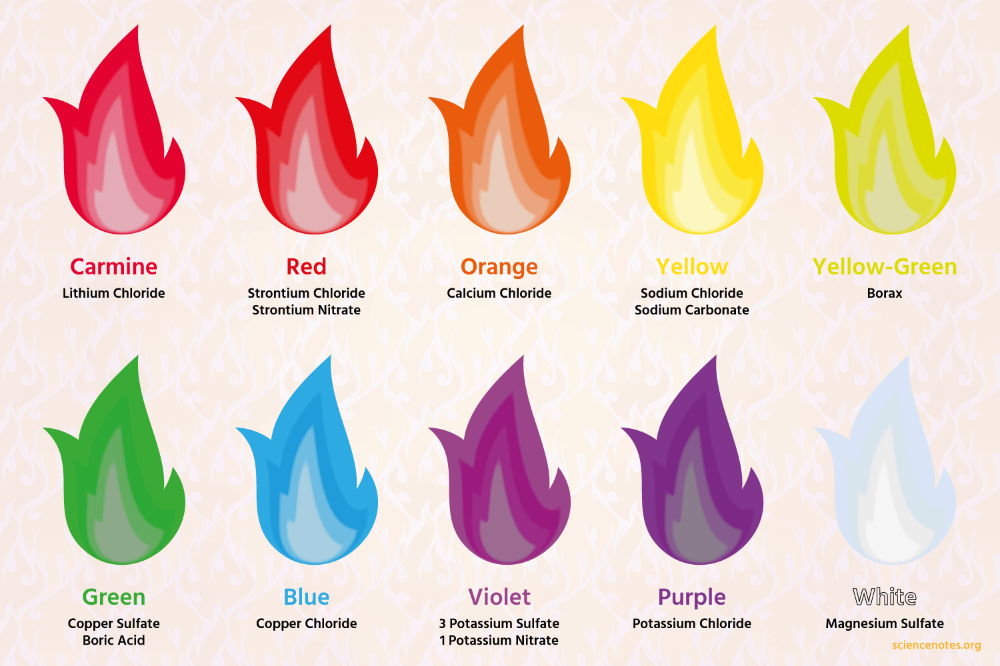 Carmine
Lithium Chloride
Red
Strontium Chloride
Strontium Nitrate
Orange
Calcium Chloride
Yellow
Sodium Chloride
Sodium Carbonate
Yellow-Green
Borax
Green
Copper Sulfate
Boric Acid
Blue
Copper Chloride
Violet
3 Potassium Sulfate
1 Potassium Nitrate
Purple
Potassium Chloride
White
Magnesium Sulfate
sciencenotes.org